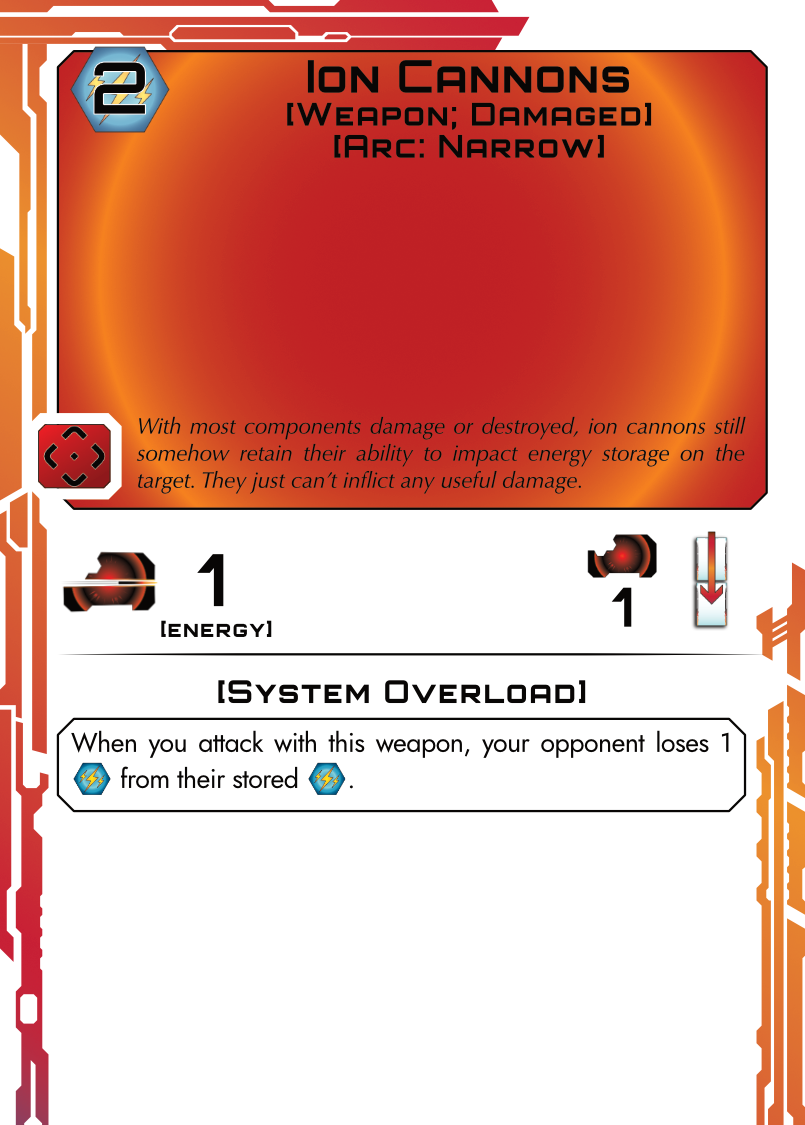 2
Ion Cannons
[Weapon; Damaged]
[Arc: Narrow]
With most components damage or destroyed, ion cannons still
somehow retain their ability to impact energy storage on the
target. They just can't inflict any useful damage.
1
[energy]
1
[System Overload]
When you attack with this weapon, your opponent loses 1
from their stored .